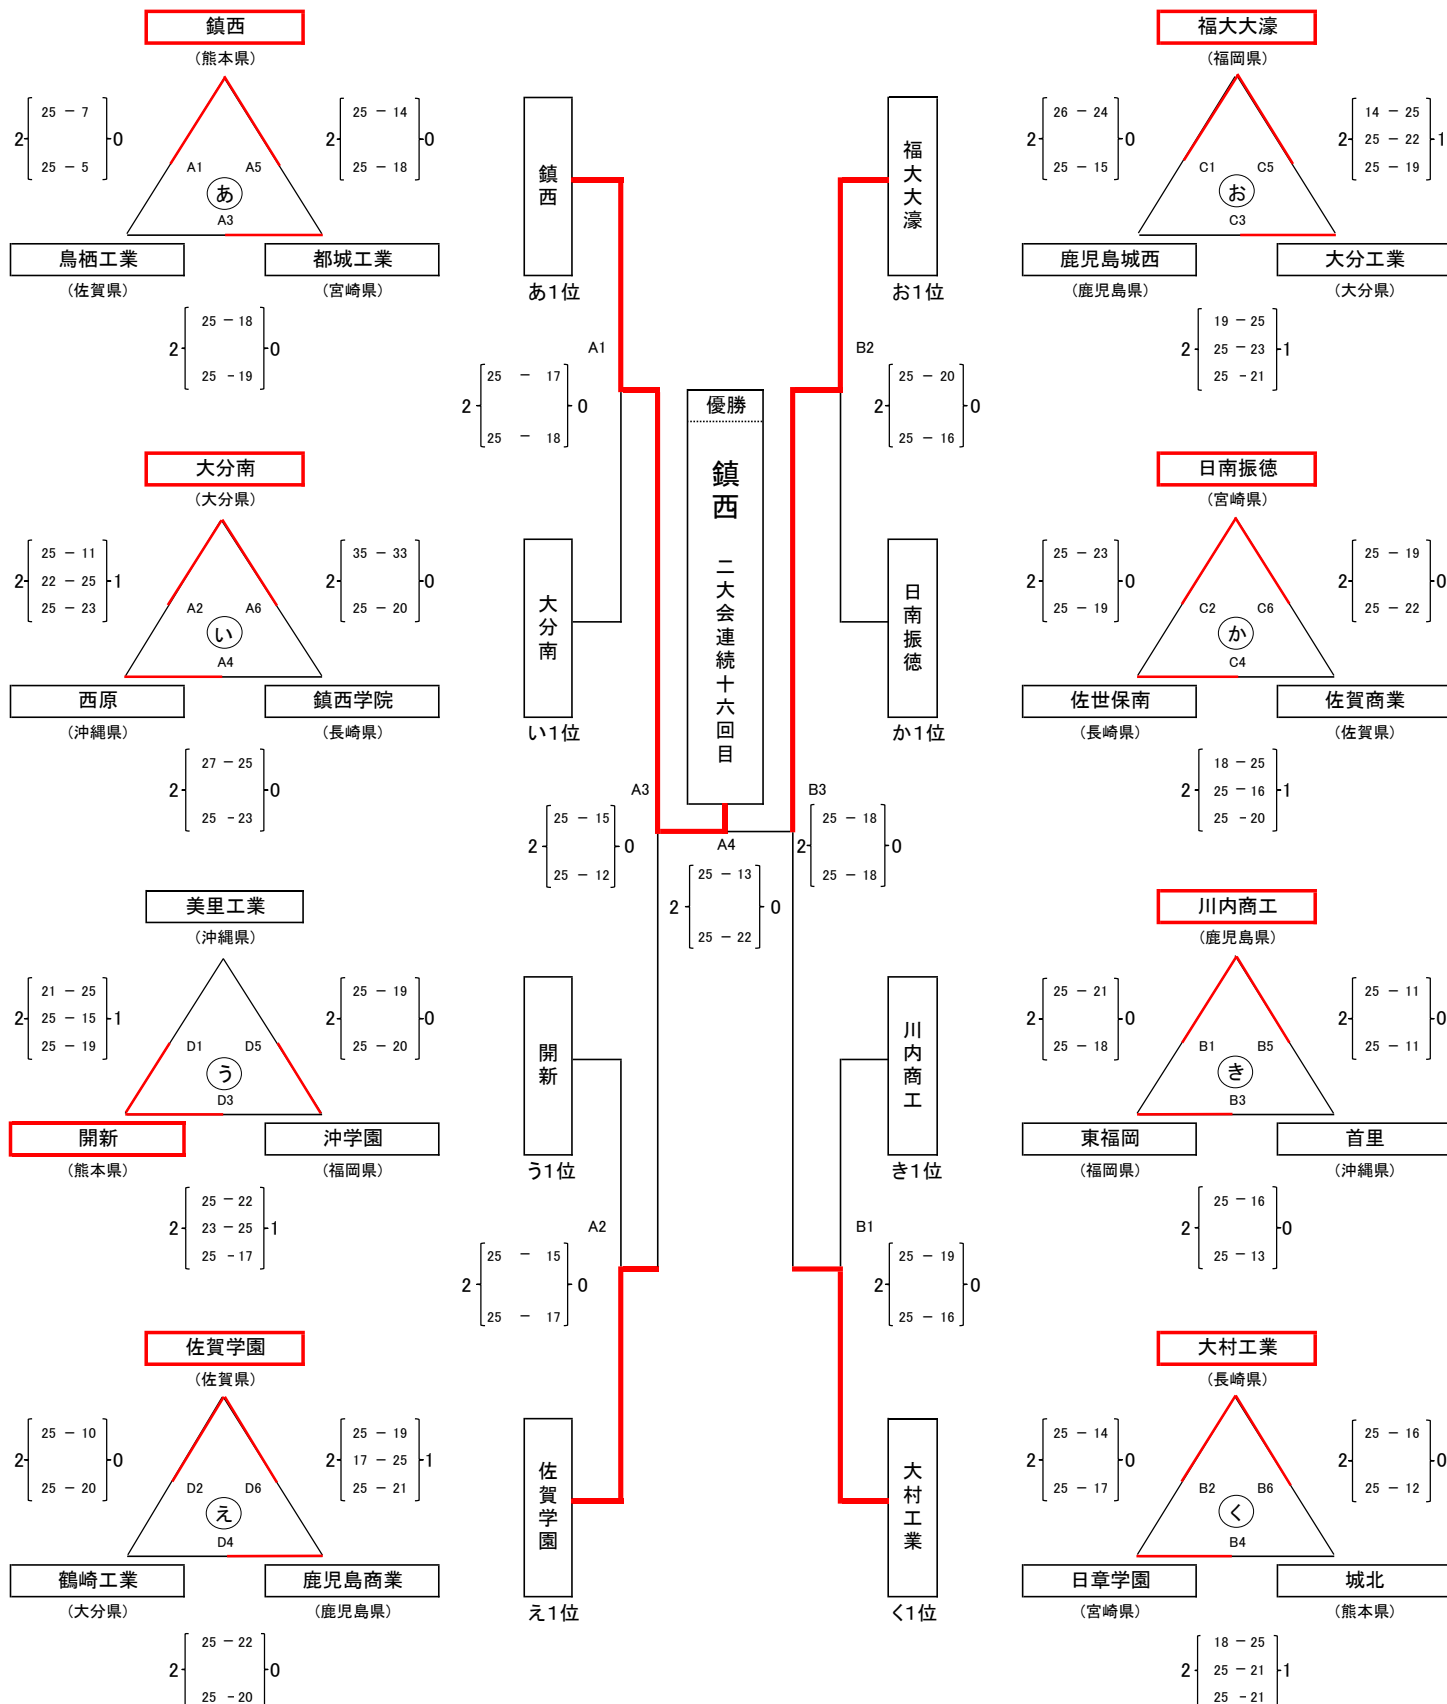 鎮西
(熊本県)
2 25 － 7 0
25 － 5
2 25 － 14 0
25 － 18
A1 A5
あ
A3
鳥栖工業
(佐賀県)
都城工業
(宮崎県)
25 － 18
2 0
25 －19
大分南
(大分県)
25 － 11
2 22 － 25 1
25 － 23
35 － 33
2 0
25 － 20
A2 A6
い
A4
西原
(沖縄県)
鎮西学院
(長崎県)
27 － 25
2 0
25 －23
美里工業
(沖縄県)
21 － 25
2 25 － 15 1
25 － 19
25 － 19
2 0
25 － 20
D1 D5
う
D3
開新
(熊本県)
沖学園
(福岡県)
25 － 22
2 23 － 25 1
25 －17
佐賀学園
(佐賀県)
25 － 10
2 0
25 － 20
25 － 19
2 17 － 25 1
25 － 21
D2 D6
え
D4
鶴崎工業
(大分県)
鹿児島商業
(鹿児島県)
25 － 22
2 0
25 －20
鎮西
あ1位
A1
25 － 17
2 0
25 － 18
大分南
い1位
A3
25 － 15
2 0
25 － 12
開新
う1位
A2
25 － 15
2 0
25 － 17
佐賀学園
え1位
優勝
鎮西
二大会連続十六回目
A4
25 － 13
2 0
25 － 22
福大大濠
お1位
B2
25 － 20
2 0
25 － 16
日南振徳
か1位
B3
25 － 18
2 0
25 － 18
川内商工
き1位
B1
25 － 19
2 0
25 － 16
大村工業
く1位
福大大濠
(福岡県)
26 － 24
2 0
25 － 15
14 － 25
2 25 － 22 1
25 － 19
C1 C5
お
C3
鹿児島城西
(鹿児島県)
大分工業
(大分県)
19 － 25
2 25 － 23 1
25 －21
日南振徳
(宮崎県)
25 － 23
2 0
25 － 19
25 － 19
2 0
25 － 22
C2 C6
か
C4
佐世保南
(長崎県)
佐賀商業
(佐賀県)
18 － 25
2 25 － 16 1
25 －20
川内商工
(鹿児島県)
25 － 21
2 0
25 － 18
25 － 11
2 0
25 － 11
B1 B5
き
B3
東福岡
(福岡県)
首里
(沖縄県)
25 － 16
2 0
25 －13
大村工業
(長崎県)
25 － 14
2 0
25 － 17
25 － 16
2 0
25 － 12
B2 B6
く
B4
日章学園
(宮崎県)
城北
(熊本県)
18 － 25
2 25 － 21 1
25 －21